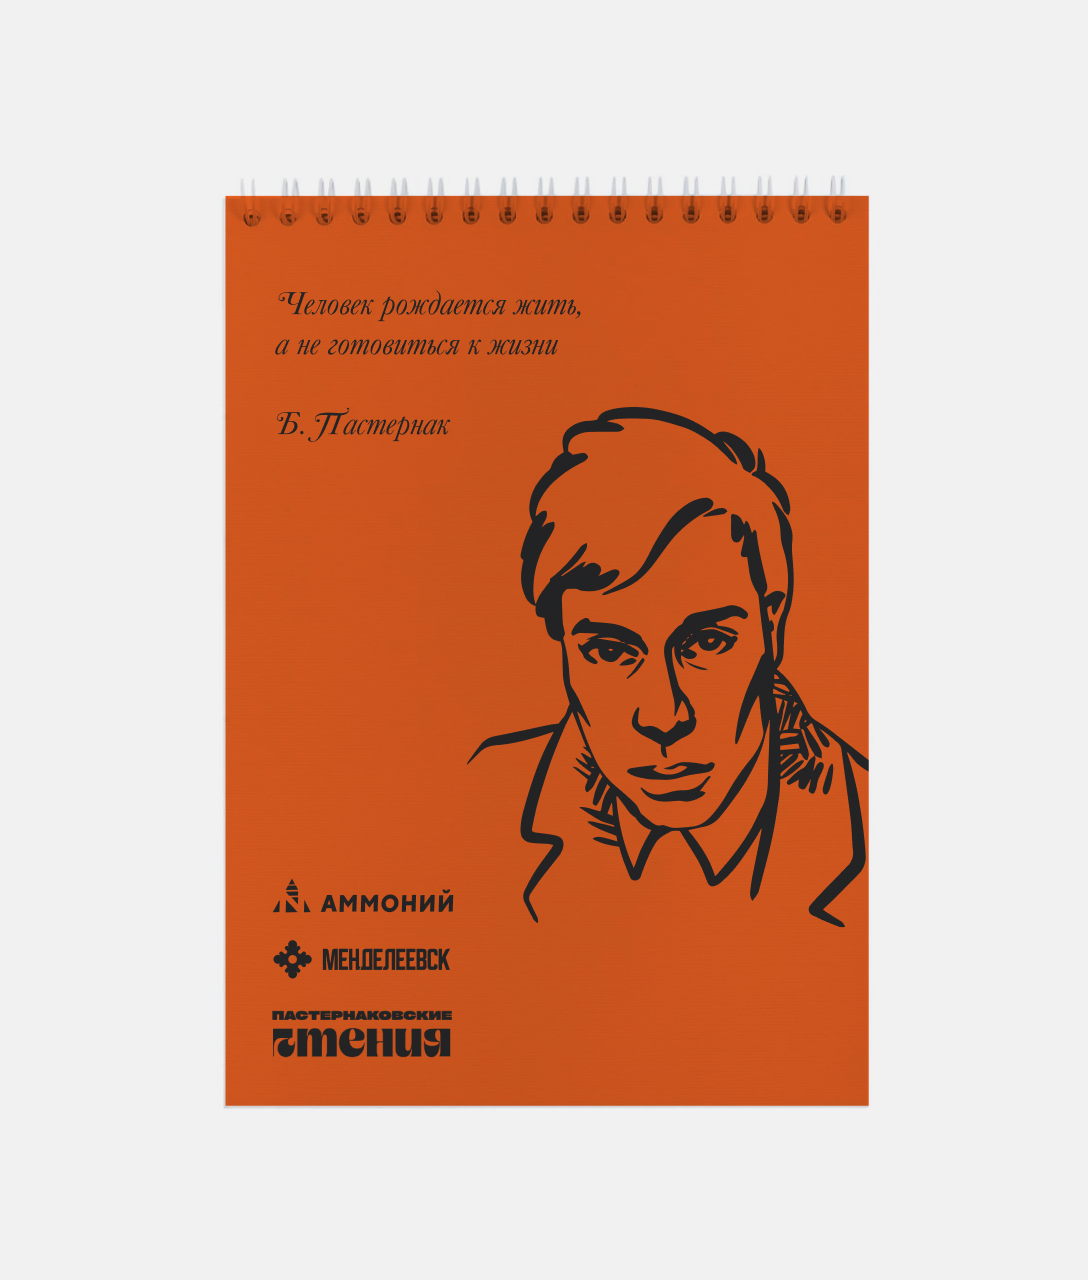 Человек рождается жить,
а не готовиться к жизни
Б. Пастернак
АММОНИЙ
МЕНДЕЛЕЕВСК
ПАСТЕРНАКОВСКИЕ
чтения